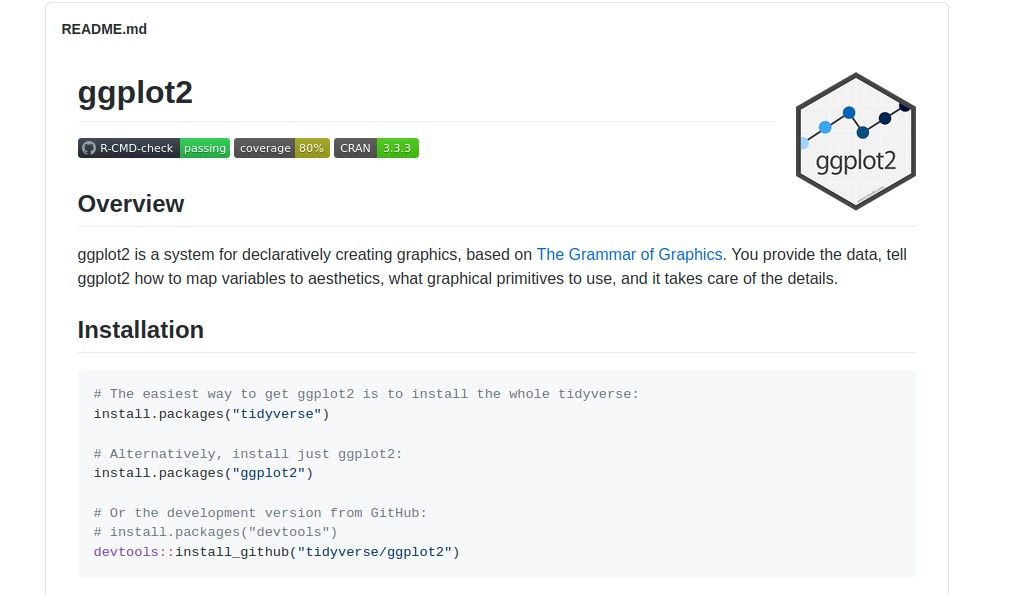 README.md
ggplot2
R-CMD-check passing coverage 80% CRAN 3.3.3
ggplot2
Overview
ggplot2 is a system for declaratively creating graphics, based on The Grammar of Graphics. You provide the data, tell
ggplot2 how to map variables to aesthetics, what graphical primitives to use, and it takes care of the details.
Installation
# The easiest way to get ggplot2 is to install the whole tidyverse:
install.packages("tidyverse")
# Alternatively, install just ggplot2:
install.packages("ggplot2")
# Or the development version from GitHub:
# install.packages("devtools")
devtools::install_github("tidyverse/ggplot2")